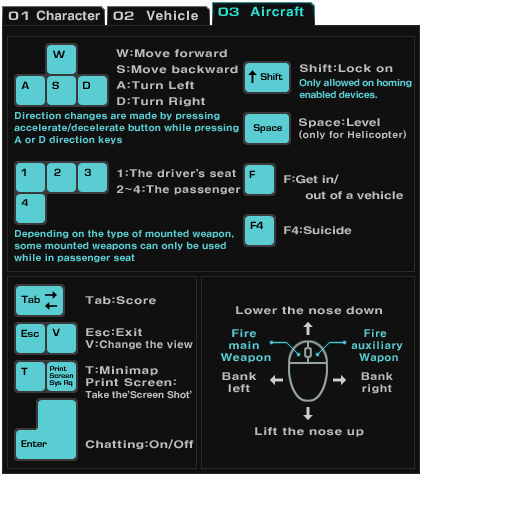 01 Character
02 Vehicle
03 Aircraft
W
A
S
D
W:Move forward
S:Move backward
A:Turn Left
D:Turn Right
Direction changes are made by pressing
accelerate/decelerate button while pressing
A or D direction keys
Shift
Shift:Lock on
Only allowed on homing
enabled devices.
Space
Space:Level
(only for Helicopter)
1
2
3
4
1:The driver's seat
2~4:The passenger
Depending on the type of mounted weapon,
some mounted weapons can only be used
while in passenger seat
F
F:Get in/
out of a vehicle
F4
F4:Suicide
Tab
Tab:Score
Esc
V
Esc:Exit
V:Change the view
T
Print
Screen
Sys Rq
T:Minimap
Print Screen:
Take the'Screen Shot'
Enter
Chatting:On/Off
Lower the nose down
Fire
main
Weapon
Fire
auxiliary
Wapon
Bank
left
Bank
right
Lift the nose up